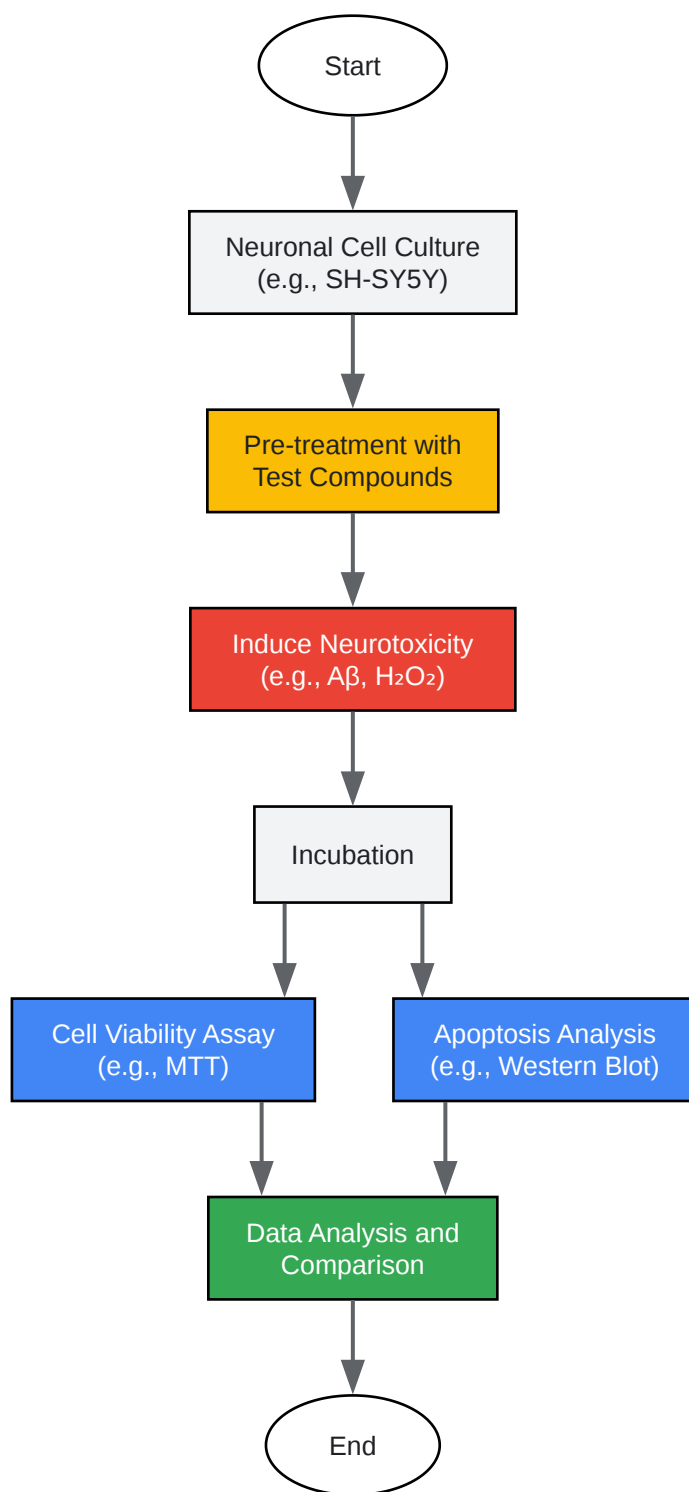 Start
Neuronal Cell Culture
(e.g., SH-SY5Y)
Pre-treatment with
Test Compounds
Induce Neurotoxicity
(e.g., Aβ, H₂O₂)
Incubation
Cell Viability Assay
(e.g., MTT)
Apoptosis Analysis
(e.g., Western Blot)
Data Analysis and
Comparison
End